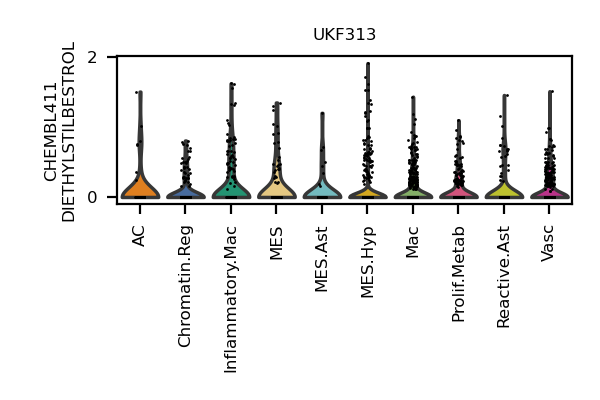 UKF313
CHEMBL411
DIETHYLSTILBESTROL
2
0
AC
Chromatin.Reg
Inflammatory.Mac
MES
MES.Ast
MES.Hyp
Mac
Prolif.Metab
Reactive.Ast
Vasc